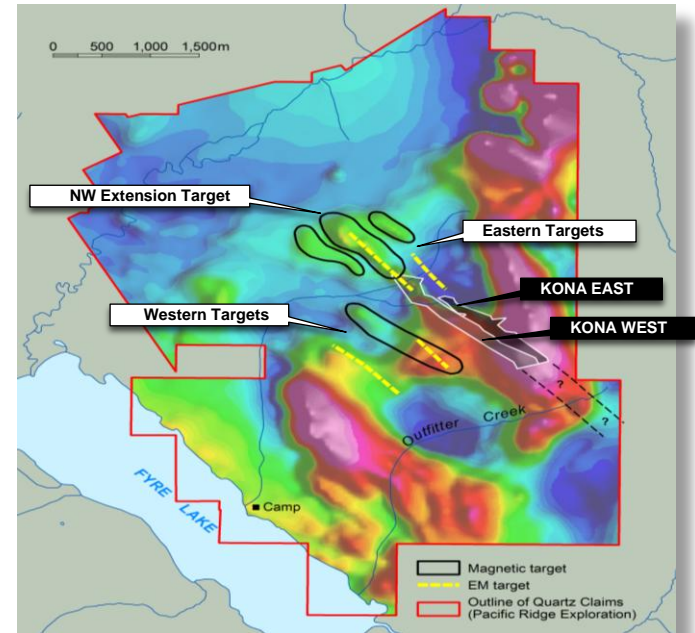 0 500 1,000 1,500m
NW Extension Target
Eastern Targets
KONA EAST
Western Targets
KONA WEST
?
?
Outfitter Creek
FYRE LAKE
Camp
Magnetic target
EM target
Outline of Quartz Claims
(Pacific Ridge Exploration)